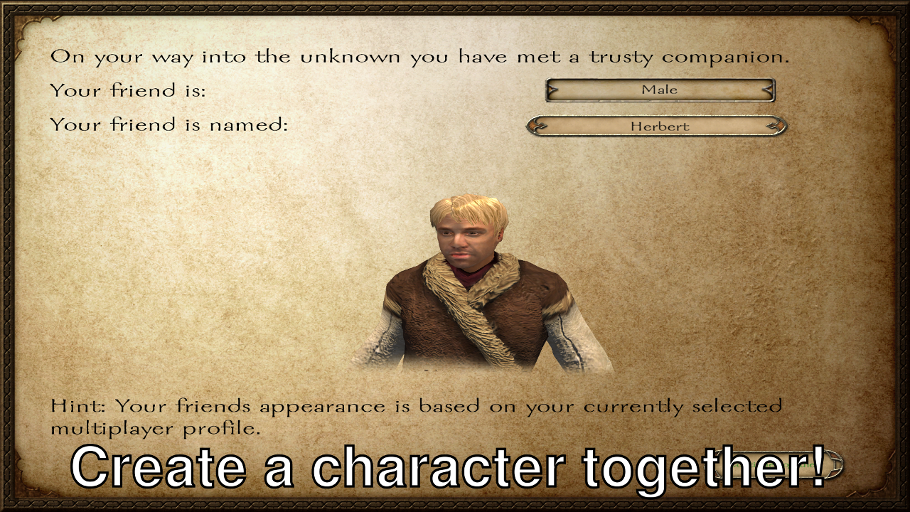 On your way into the unknown you have met a trusty companion.
Your friend is:
Male
Your friend is named:
Herbert
Hint: Your friends appearance is based on your currently selected
multiplayer profile.
Create a character together!